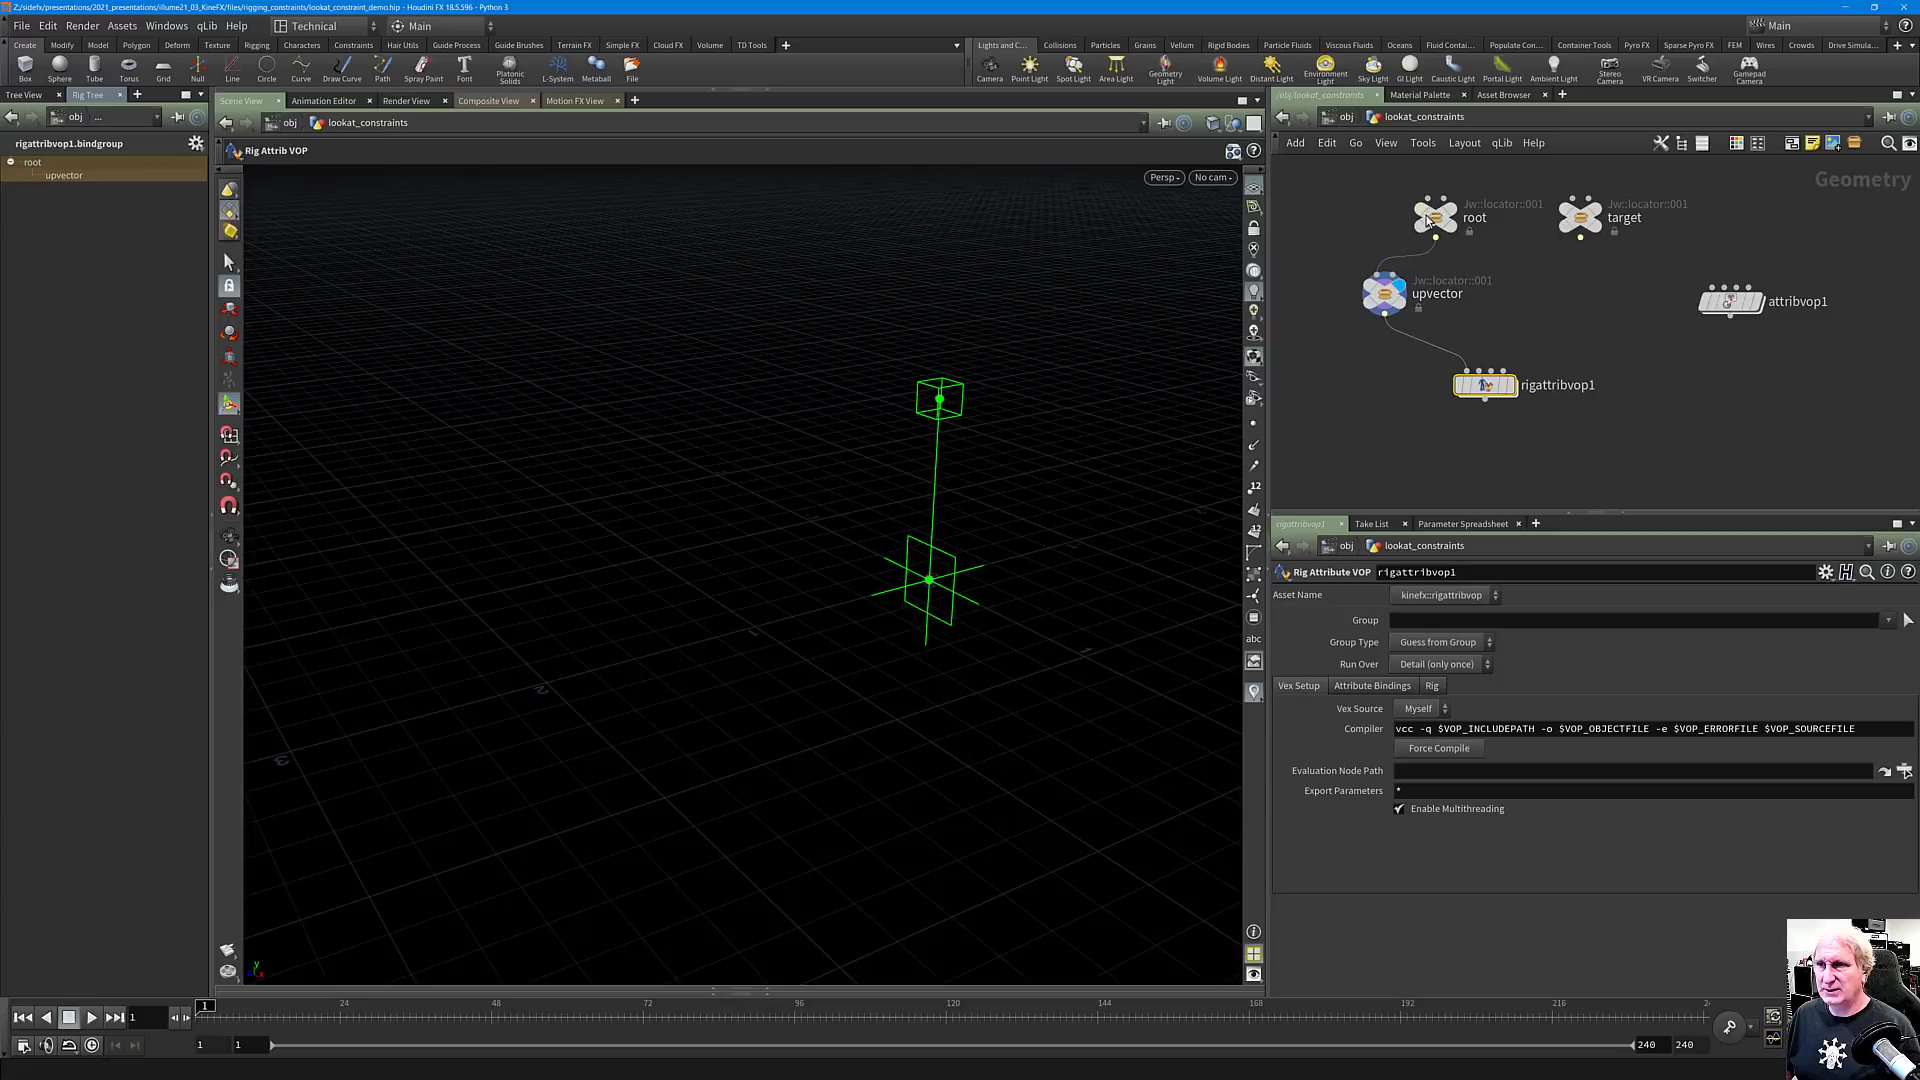 Z:/sidefx/presentations/2021_presentations/illume21_03_KineFX/files/rigging_constraints/lookat_constraint_demo.hip - Houdini FX 18.5.596 - Python 3
File Edit Render Assets Windows qLib Help Technical Main Main
Create Modify Model Polygon Deform Texture Rigging Characters Constraints Hair Utils Guide Process Guide Brushes Terrain FX Simple FX Cloud FX Volume TD Tools
Lights and C... Collisions Particles Grains Vellum Rigid Bodies Particle Fluids Viscous Fluids Oceans Fluid Contai... Populate Con... Container Tools Pyro FX Sparse Pyro FX FEM Wires Crowds Drive Simula...
Box Sphere Tube Torus Grid Null Line Circle Curve Draw Curve Path Spray Paint Font Platonic Solids L-System Metaball File
Camera Point Light Spot Light Area Light Geometry Light Volume Light Distant Light Environment Light Sky Light GI Light Caustic Light Portal Light Ambient Light Stereo Camera VR Camera Switcher Gamepad Camera
Tree View Rig Tree
obj ...
rigattribvop1.bindgroup
root
upvector
Scene View Animation Editor Render View Composite View Motion FX View
obj lookat_constraints
Rig Attrib VOP
Persp No cam
12
12
abc
2
3
1
y
x
/obj/lookat_constraints Material Palette Asset Browser
obj lookat_constraints
Add Edit Go View Tools Layout qLib Help
Geometry
Jw::locator::001
root
Jw::locator::001
target
Jw::locator::001
upvector
attribvop1
rigattribvop1
rigattribvop1 Take List Parameter Spreadsheet
obj lookat_constraints
Rig Attribute VOP rigattribvop1
Asset Name kinefx::rigattribvop
Group
Group Type Guess from Group
Run Over Detail (only once)
Vex Setup Attribute Bindings Rig
Vex Source Myself
Compiler vcc -q $VOP_INCLUDEPATH -o $VOP_OBJECTFILE -e $VOP_ERRORFILE $VOP_SOURCEFILE
Force Compile
Evaluation Node Path
Export Parameters *
Enable Multithreading
1 1 24 48 72 96 120 144 168 192 216
1 1 240 240